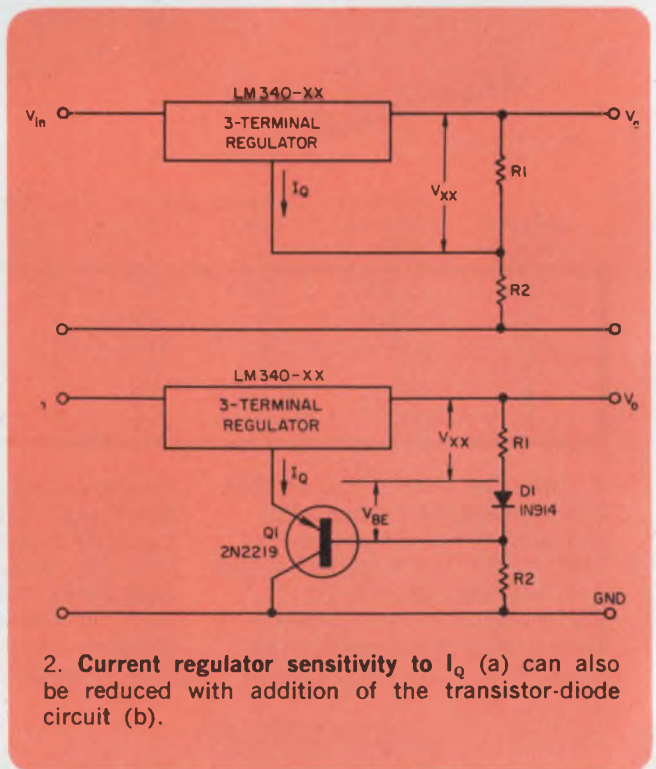 LM340-XX
V_in
3-TERMINAL
REGULATOR
I_Q
V_XX
R1
R2
LM340-XX
3-TERMINAL
REGULATOR
V_o
I_Q
V_XX
R1
V_BE
D1
1N914
Q1
2N2219
R2
GND
2. Current regulator sensitivity to I_Q (a) can also
be reduced with addition of the transistor-diode
circuit (b).